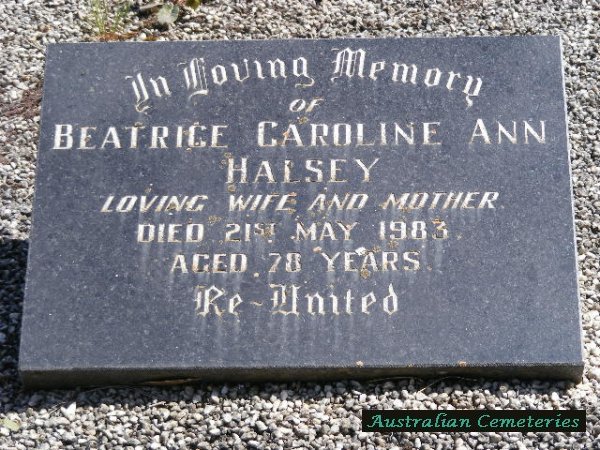 In Loving Memory
OF
BEATRICE CAROLINE ANN
HALSEY
LOVING WIFE AND MOTHER
DIED 21ST MAY 1983.
AGED 78 YEARS.
Re-United
Australian Cemeteries